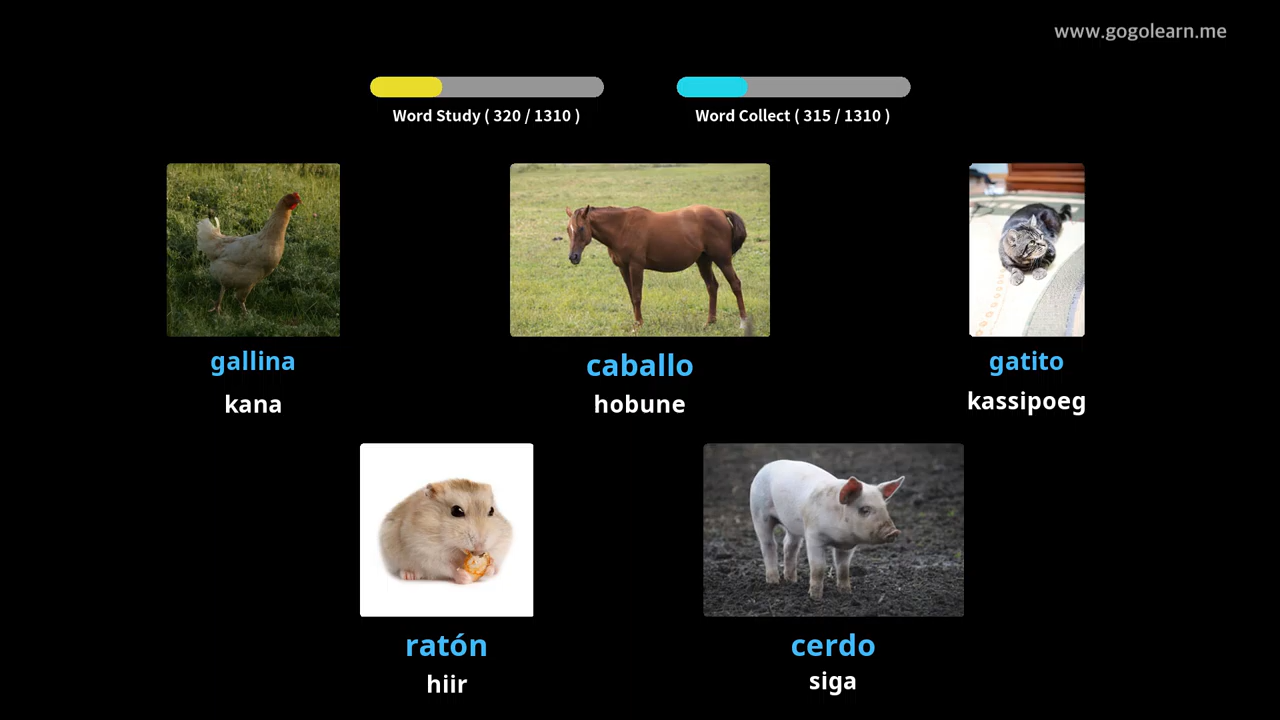 www.gogolearn.me
Word Study ( 320 / 1310 )
Word Collect ( 315 / 1310 )
gallina
kana
caballo
hobune
gatito
kassipoeg
ratón
hiir
cerdo
siga